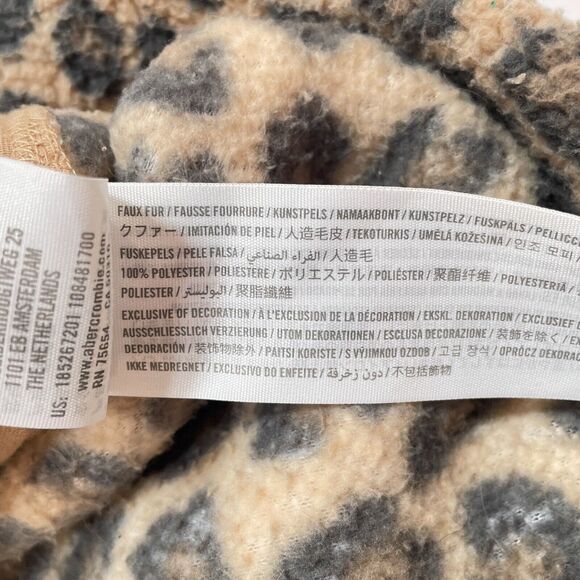 FAUX FUR / FAUSSE FOURRURE / KUNSTPELS / NAMAAKBONT / KUNSTPELZ / FUSKPÄLS / PELLICC
クファー / IMITACIÓN DE PIEL / 人造毛皮 / TEKOTURKIS / UMĚLÁ KOŽEŠINA / 인조 모피 /
FUSKEPELS / PELE FALSA / الفراء الصناعي / 人造毛
100% POLYESTER / POLIESTERE / ポリエステル / POLIÉSTER / 聚酯纤维 / POLYESTERIÄ /
POLIESTER / البوليستر / 聚脂纖維
EXCLUSIVE OF DECORATION / À L'EXCLUSION DE LA DÉCORATION / EKSKL. DEKORATION / EXCLUSIEF
AUSSCHLIESSLICH VERZIERUNG / UTOM DEKORATIONEN / ESCLUSA DECORAZIONE / 装飾を除く / EXCL
DECORACIÓN / 装饰物除外 / PAITSI KORISTE / S VÝJIMKOU OZDOB / 고급 장식 / OPRÓCZ DEKORAC
IKKE MEDREGNET / EXCLUSIVO DO ENFEITE / دون زخرفة / 不包括飾物
WEG 25
1101 EB AMSTERDAM
THE NETHERLANDS
US: 185267201 108481700
www.abercrombie.com
RN 75654